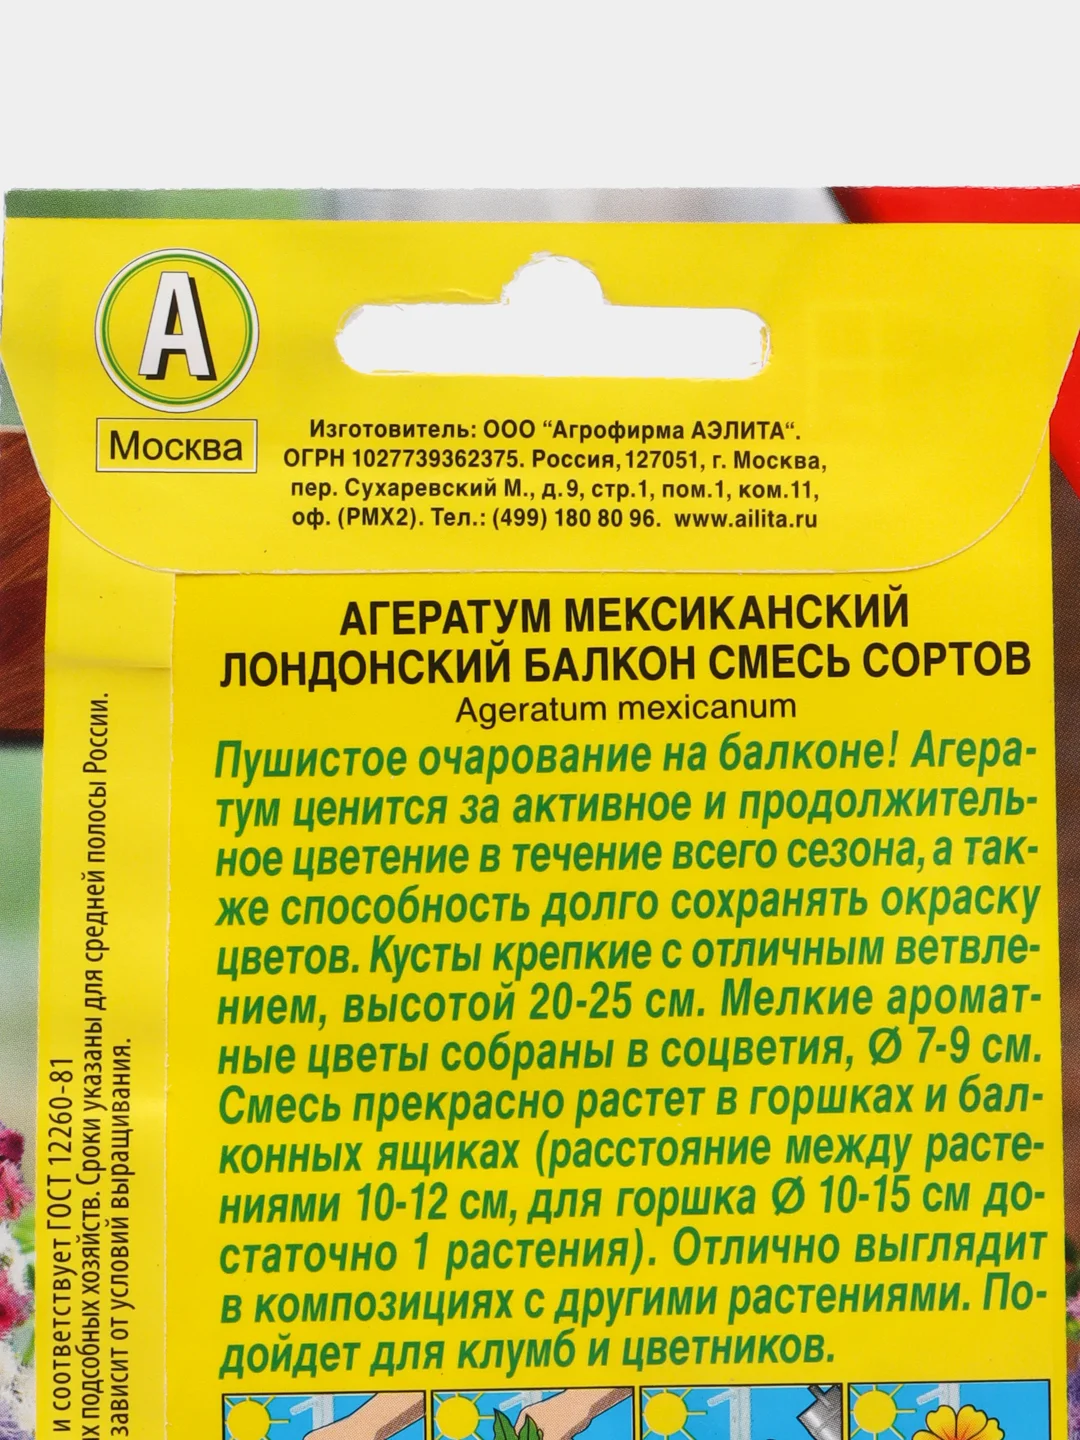 А
Москва
Изготовитель: ООО “Агрофирма АЭЛИТА“.
ОГРН 1027739362375. Россия, 127051, г. Москва,
пер. Сухаревский М., д. 9, стр.1, пом.1, ком.11,
оф. (РМХ2). Тел.: (499) 180 80 96. www.ailita.ru
АГЕРАТУМ МЕКСИКАНСКИЙ
ЛОНДОНСКИЙ БАЛКОН СМЕСЬ СОРТОВ
Ageratum mexicanum
Пушистое очарование на балконе! Агера-
тум ценится за активное и продолжитель-
ное цветение в течение всего сезона, а так-
же способность долго сохранять окраску
цветов. Кусты крепкие с отличным ветвле-
нием, высотой 20-25 см. Мелкие аромат-
ные цветы собраны в соцветия, Ø 7-9 см.
Смесь прекрасно растет в горшках и бал-
конных ящиках (расстояние между расте-
ниями 10-12 см, для горшка Ø 10-15 см до-
статочно 1 растения). Отлично выглядит
в композициях с другими растениями. По-
дойдет для клумб и цветников.
и соответствует ГОСТ 12260-81
подсобных хозяйств. Сроки указаны для средней полосы России.
зависит от условий выращивания.